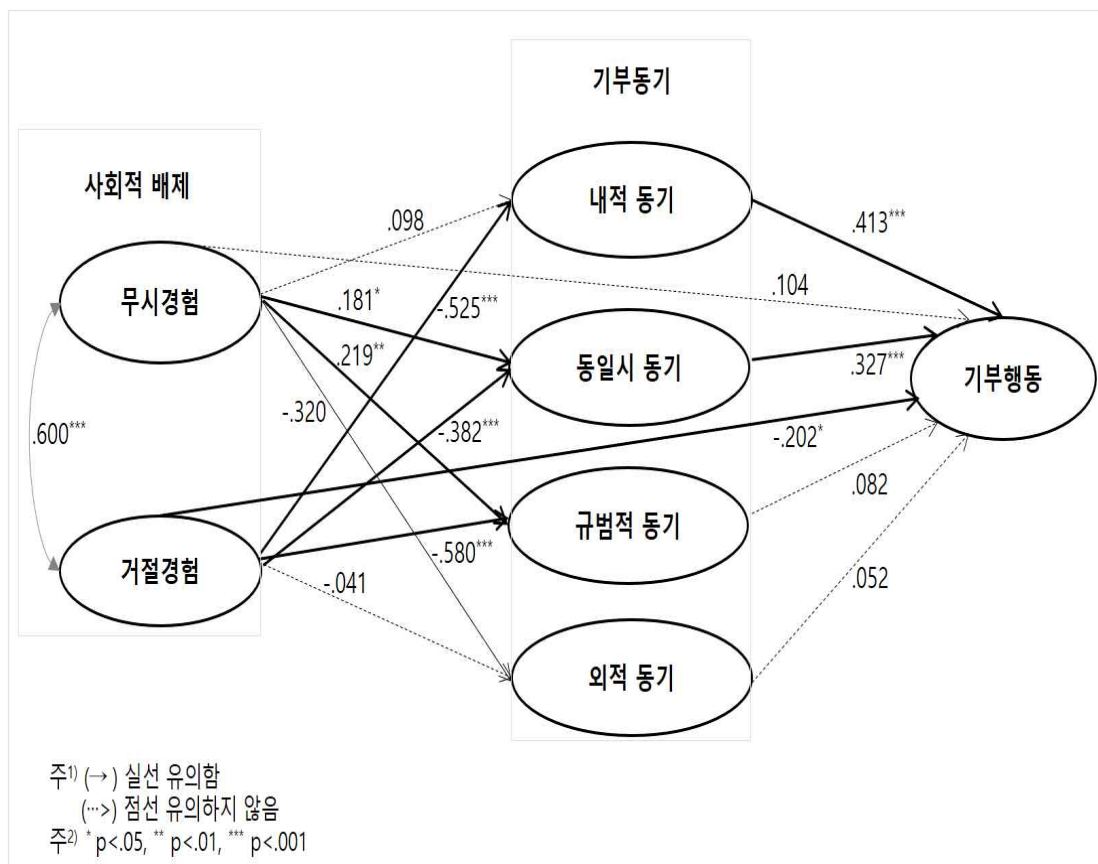 기부동기
사회적 배제
내적 동기
.098
.413***
무시경험
.104
.181*
-.525***
.219**
동일시 동기
.327***
기부행동
-.320
-.382***
.600***
-.202*
.082
규범적 동기
거절경험
-.580***
-.041
.052
외적 동기
주1) (→) 실선 유의함
(···>) 점선 유의하지 않음
주2) * p<.05, ** p<.01, *** p<.001